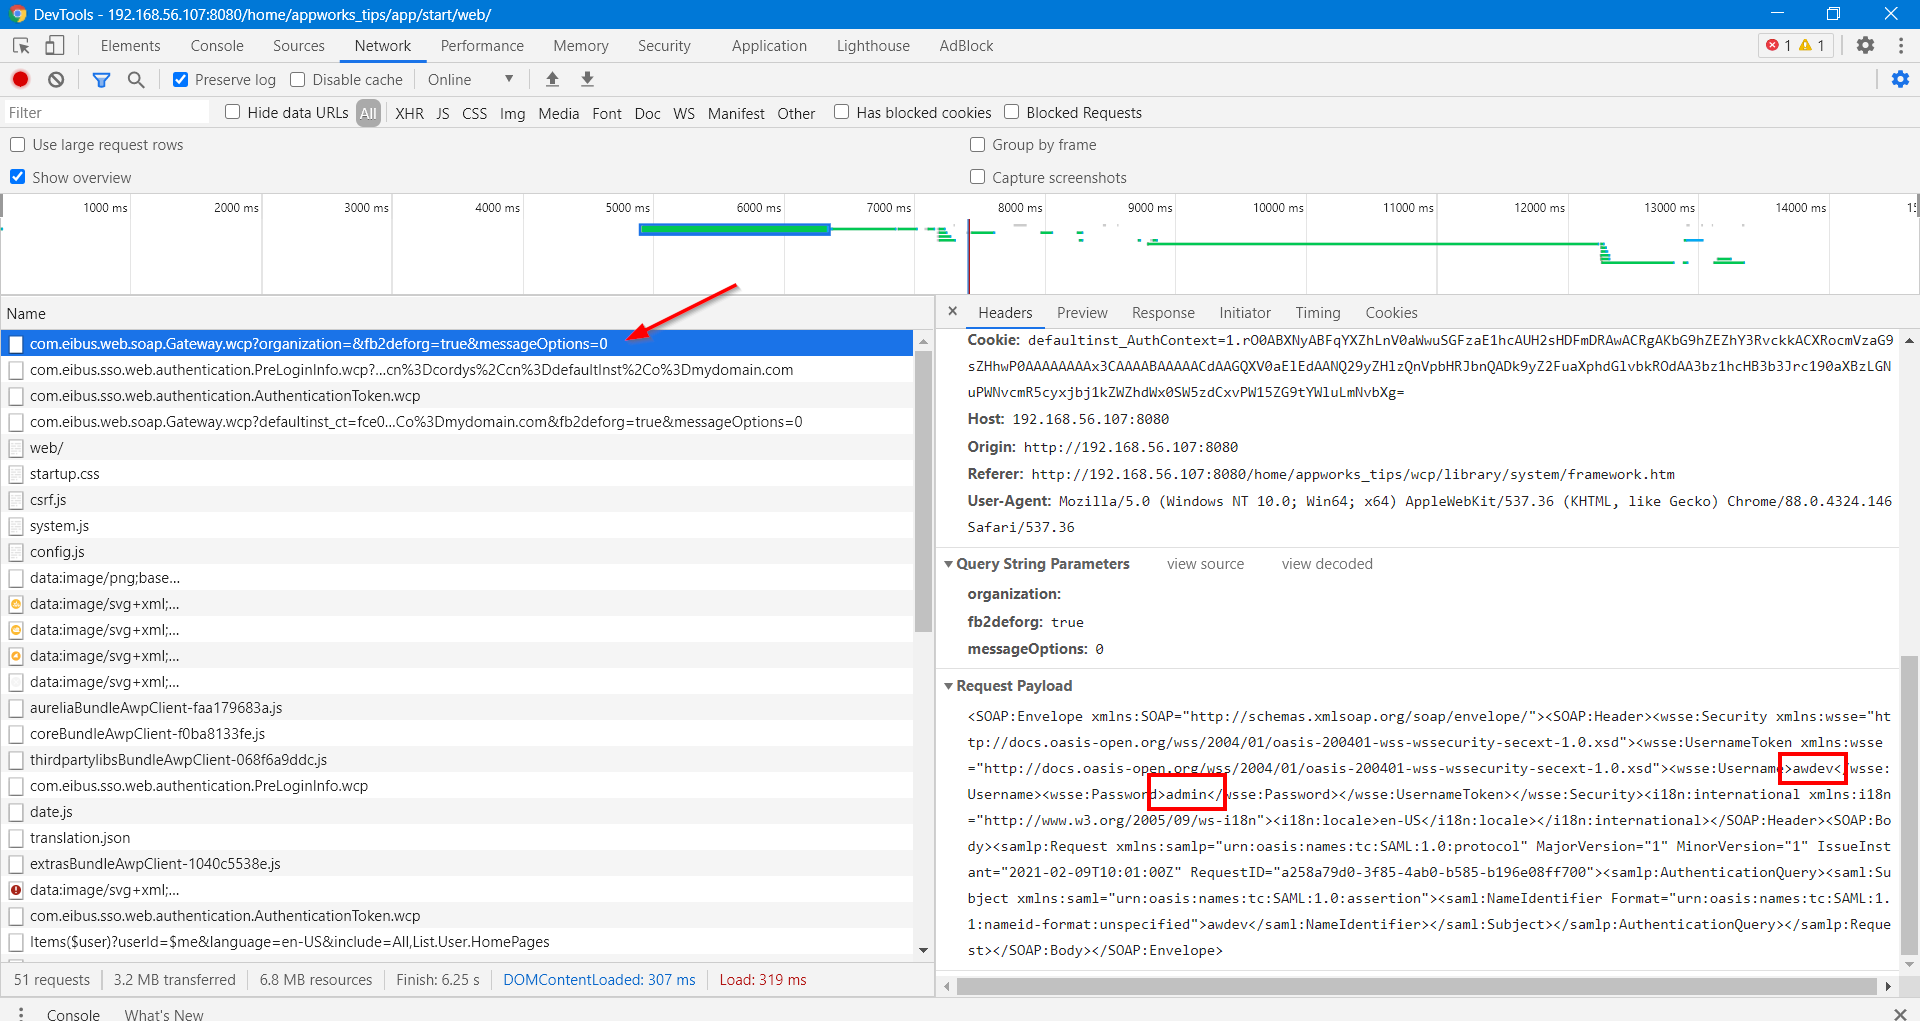 DevTools - 192.168.56.107:8080/home/appworks_tips/app/start/web/
Elements Console Sources Network Performance Memory Security Application Lighthouse AdBlock 1 1
Preserve log Disable cache Online
Filter Hide data URLs All XHR JS CSS Img Media Font Doc WS Manifest Other Has blocked cookies Blocked Requests
Use large request rows Group by frame
Show overview Capture screenshots
1000 ms 2000 ms 3000 ms 4000 ms 5000 ms 6000 ms 7000 ms 8000 ms 9000 ms 10000 ms 11000 ms 12000 ms 13000 ms 14000 ms
Name
com.eibus.web.soap.Gateway.wcp?organization=&fb2deforg=true&messageOptions=0
com.eibus.sso.web.authentication.PreLoginInfo.wcp?...cn%3Dcordys%2Ccn%3DdefaultInst%2Co%3Dmydomain.com
com.eibus.sso.web.authentication.AuthenticationToken.wcp
com.eibus.web.soap.Gateway.wcp?defaultinst_ct=fce0...Co%3Dmydomain.com&fb2deforg=true&messageOptions=0
web/
startup.css
csrf.js
system.js
config.js
data:image/png;base...
data:image/svg+xml;...
data:image/svg+xml;...
data:image/svg+xml;...
data:image/svg+xml;...
aureliaBundleAwpClient-faa179683a.js
coreBundleAwpClient-f0ba8133fe.js
thirdpartylibsBundleAwpClient-068f6a9ddc.js
com.eibus.sso.web.authentication.PreLoginInfo.wcp
date.js
translation.json
extrasBundleAwpClient-1040c5538e.js
data:image/svg+xml;...
com.eibus.sso.web.authentication.AuthenticationToken.wcp
Items($user)?userId=$me&language=en-US&include=All,List.User.HomePages
51 requests 3.2 MB transferred 6.8 MB resources Finish: 6.25 s DOMContentLoaded: 307 ms Load: 319 ms
Headers Preview Response Initiator Timing Cookies
Cookie: defaultinst_AuthContext=1.rO0ABXNyABFqYXZhLnV0aWwuSGFzaE1hcAUH2sHDFmDRAwACRgAKbG9hZEZhY3RvckkACXRocmVzaG9
sZHhwP0AAAAAAAAx3CAAAABAAAAACdAAGQXV0aElEdAANQ29yZHlzQnVpbHRJbnQADk9yZ2FuaXphdGlvbkROdAA3bz1hcHB3b3Jrc190aXBzLGN
uPWNvcmR5cyxjbj1kZWZhdWx0SW5zdCxvPW15ZG9tYWluLmNvbXg=
Host: 192.168.56.107:8080
Origin: http://192.168.56.107:8080
Referer: http://192.168.56.107:8080/home/appworks_tips/wcp/library/system/framework.htm
User-Agent: Mozilla/5.0 (Windows NT 10.0; Win64; x64) AppleWebKit/537.36 (KHTML, like Gecko) Chrome/88.0.4324.146
Safari/537.36
Query String Parameters view source view decoded
organization:
fb2deforg: true
messageOptions: 0
Request Payload
<SOAP:Envelope xmlns:SOAP="http://schemas.xmlsoap.org/soap/envelope/"><SOAP:Header><wsse:Security xmlns:wsse="ht
tp://docs.oasis-open.org/wss/2004/01/oasis-200401-wss-wssecurity-secext-1.0.xsd"><wsse:UsernameToken xmlns:wsse
="http://docs.oasis-open.org/wss/2004/01/oasis-200401-wss-wssecurity-secext-1.0.xsd"><wsse:Username>awdev</wsse:
Username><wsse:Password>admin</wsse:Password></wsse:UsernameToken></wsse:Security><i18n:international xmlns:i18n
="http://www.w3.org/2005/09/ws-i18n"><i18n:locale>en-US</i18n:locale></i18n:international></SOAP:Header><SOAP:Bo
dy><samlp:Request xmlns:samlp="urn:oasis:names:tc:SAML:1.0:protocol" MajorVersion="1" MinorVersion="1" IssueInst
ant="2021-02-09T10:01:00Z" RequestID="a258a79d0-3f85-4ab0-b585-b196e08ff700"><samlp:AuthenticationQuery><saml:Su
bject xmlns:saml="urn:oasis:names:tc:SAML:1.0:assertion"><saml:NameIdentifier Format="urn:oasis:names:tc:SAML:1.
1:nameid-format:unspecified">awdev</saml:NameIdentifier></saml:Subject></samlp:AuthenticationQuery></samlp:Reque
st></SOAP:Body></SOAP:Envelope>
Console What's New